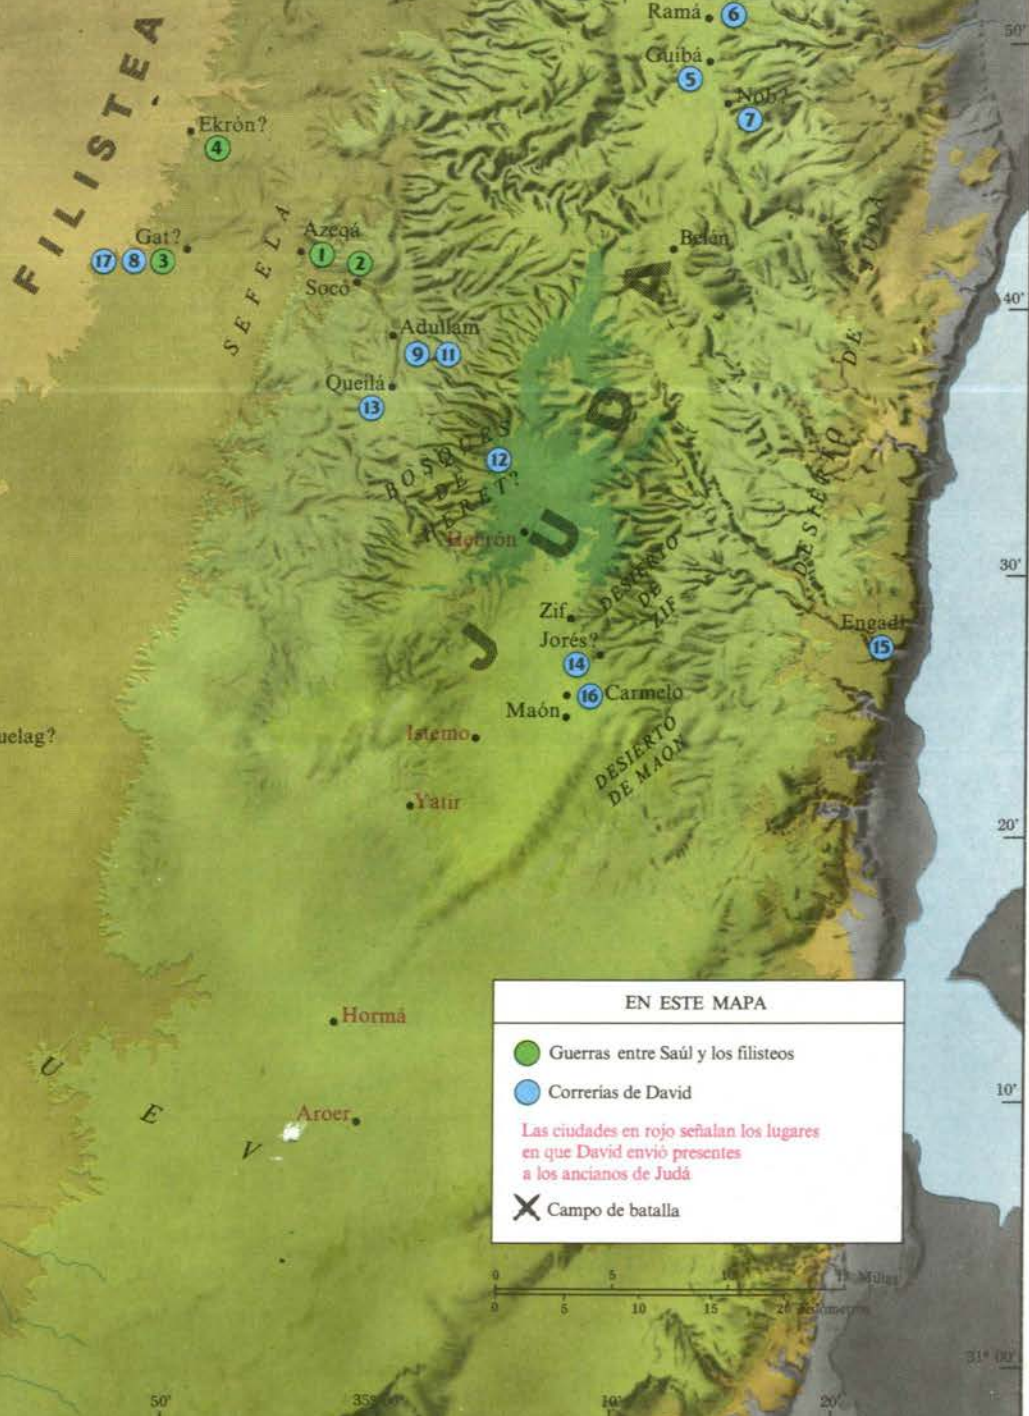 Ramá
6
50'
Guibá
5
Nob?
7
FILISTEA
Ekrón?
4
Gat?
17 8 3
SEFELA
Azeqá
1 2
Socó
Belén
JUDÁ
DESIERTO DE JUDÁ
40'
Adullam
9 11
Queilá
13
BOSQUES
DE
12
Hebrón
30'
DESIERTO
DE
ZIF
Zif
Jorés?
14
Engadí
15
16 Carmelo
Maón
uelag?
Istemo
DESIERTO
DE MAÓN
Yatir
20'
Hormá
EN ESTE MAPA
Guerras entre Saúl y los filisteos
Correrías de David
Las ciudades en rojo señalan los lugares
en que David envió presentes
a los ancianos de Judá
Campo de batalla
U E V
Aroer
10'
0 5 10 15 Millas
0 5 10 15 20 Kilómetros
31° 00'
50' 35° 00' 10' 20'